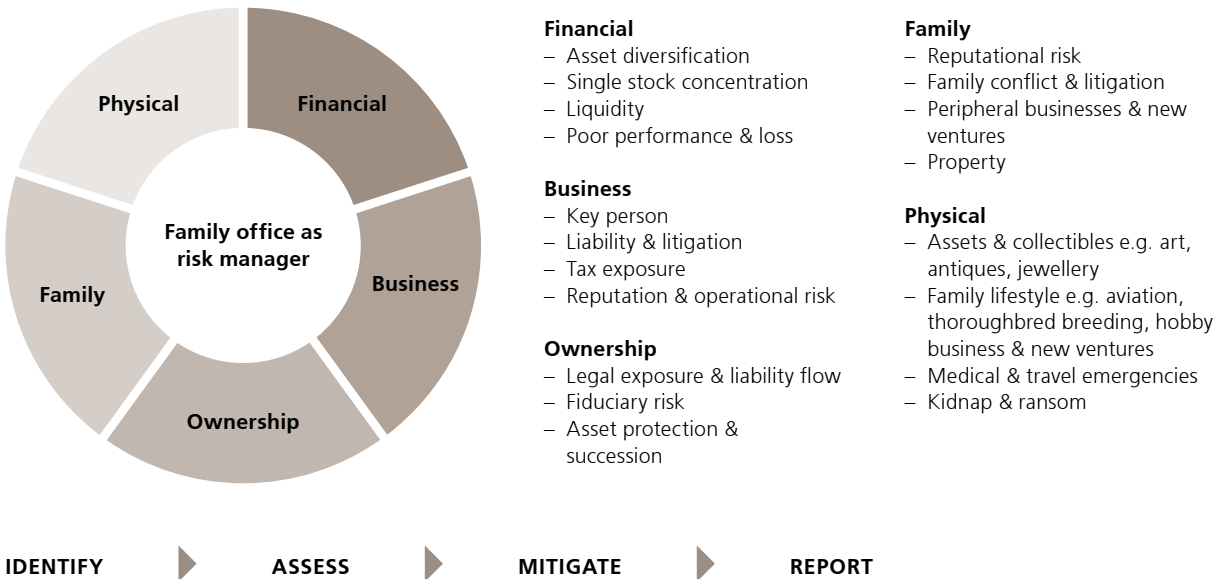 Physical
Financial
Family office as
risk manager
Family
Business
Ownership
Financial
– Asset diversification
– Single stock concentration
– Liquidity
– Poor performance & loss
Business
– Key person
– Liability & litigation
– Tax exposure
– Reputation & operational risk
Ownership
– Legal exposure & liability flow
– Fiduciary risk
– Asset protection &
succession
Family
– Reputational risk
– Family conflict & litigation
– Peripheral businesses & new
ventures
– Property
Physical
– Assets & collectibles e.g. art,
antiques, jewellery
– Family lifestyle e.g. aviation,
thoroughbred breeding, hobby
business & new ventures
– Medical & travel emergencies
– Kidnap & ransom
IDENTIFY ASSESS MITIGATE REPORT